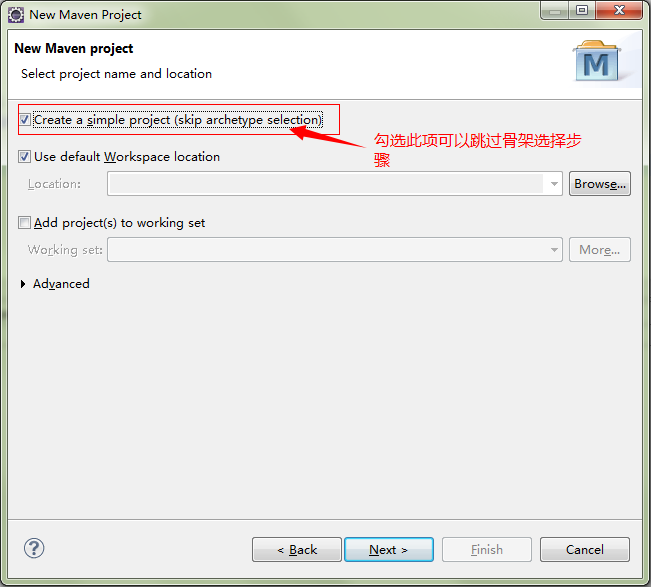 New Maven Project
New Maven project
Select project name and location
M
Create a simple project (skip archetype selection)
勾选此项可以跳过骨架选择步
骤
Use default Workspace location
Location:
Browse...
Add project(s) to working set
Working set:
More...
Advanced
?
< Back
Next >
Finish
Cancel